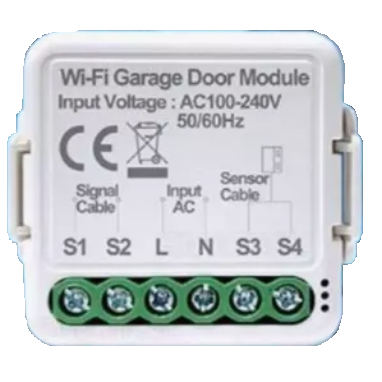 Wi-Fi Garage Door Module
Input Voltage : AC100-240V
50/60Hz
CE
Signal Cable
Input AC
Sensor Cable
S1 S2 L N S3 S4